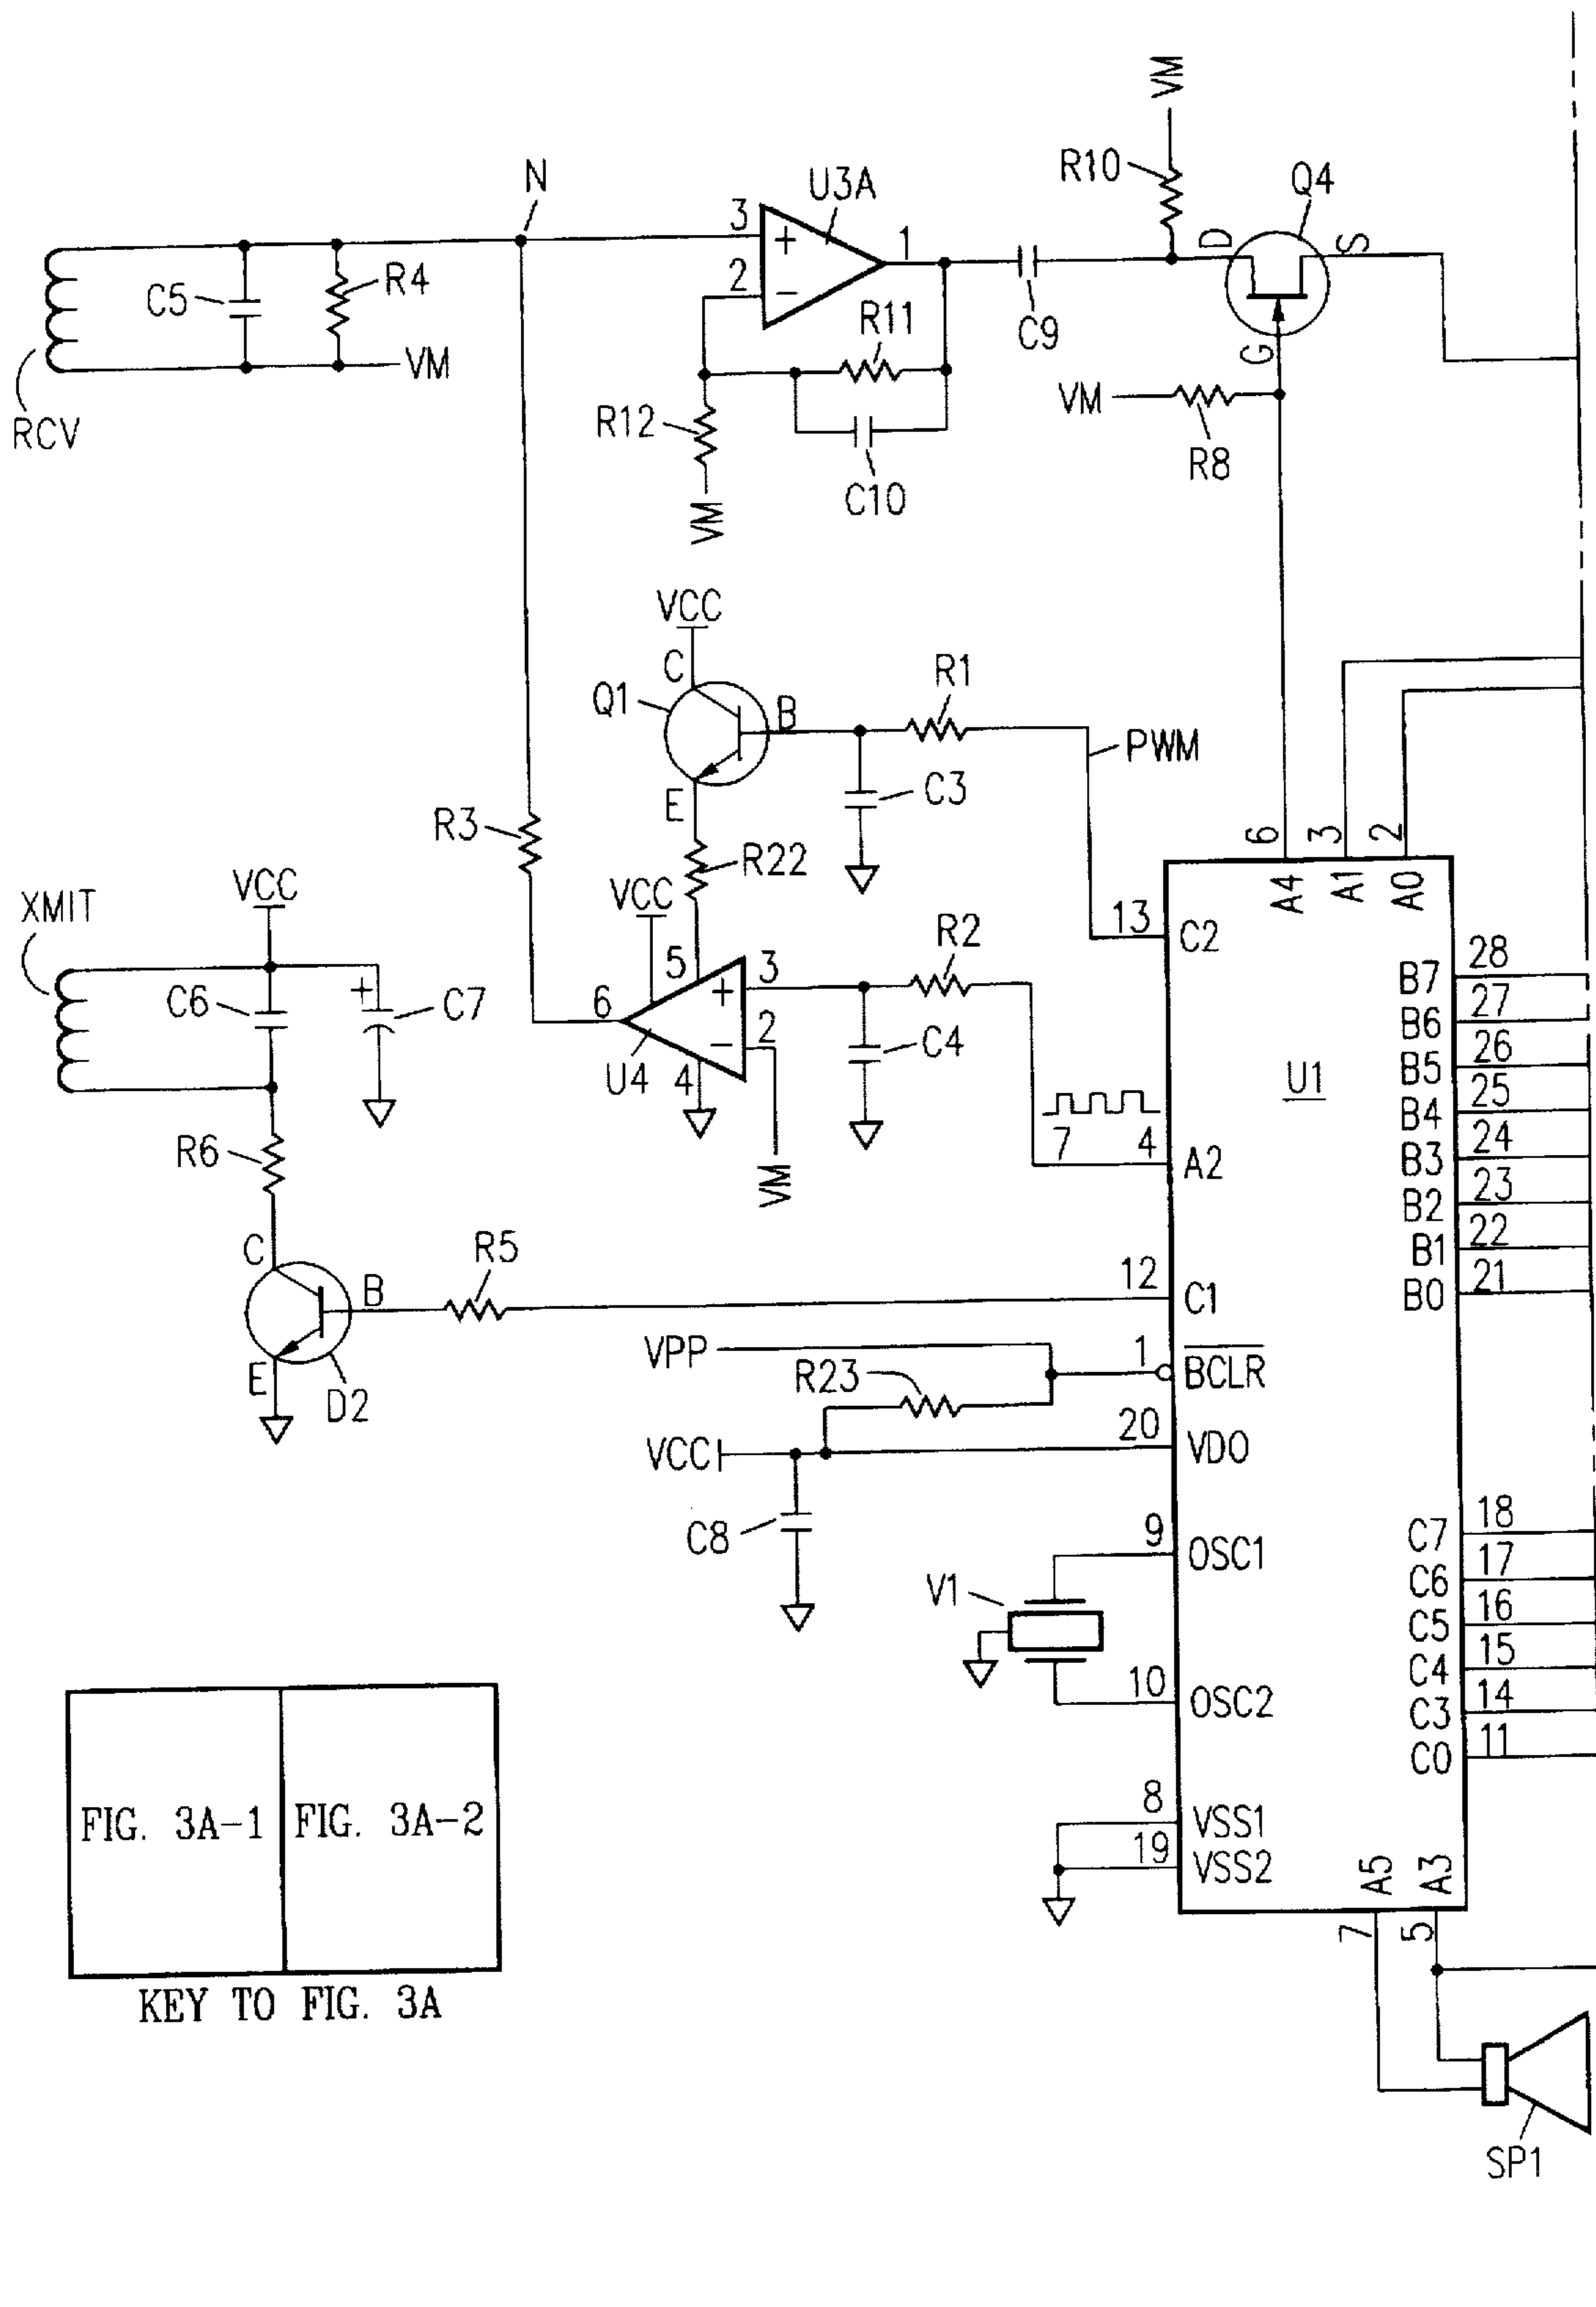 VM
R10
Q4
N
U3A
3
+
1
D
S
2
−
C5
R4
R11
C9
G
VM
VM
RCV
R12
R8
C10
VM
VCC
C
R1
Q1
B
PWM
C3
E
R3
R22
6
3
2
VCC
XMIT
VCC
A4
A1
A0
13
C2
R2
28
B7
5
3
+
6
+
C6
C7
27
B6
2
−
C4
26
B5
U4
4
U1
25
B4
R6
7
4
A2
24
B3
VM
23
B2
C
R5
22
B1
B
12
C1
21
B0
VPP
1
BCLR
E
R23
D2
20
VCC
VDO
C8
9
OSC1
18
C7
V1
17
C6
16
C5
15
C4
10
OSC2
14
C3
11
C0
8
VSS1
FIG. 3A-1
FIG. 3A-2
19
VSS2
A5
A3
7
5
KEY TO FIG. 3A
SP1